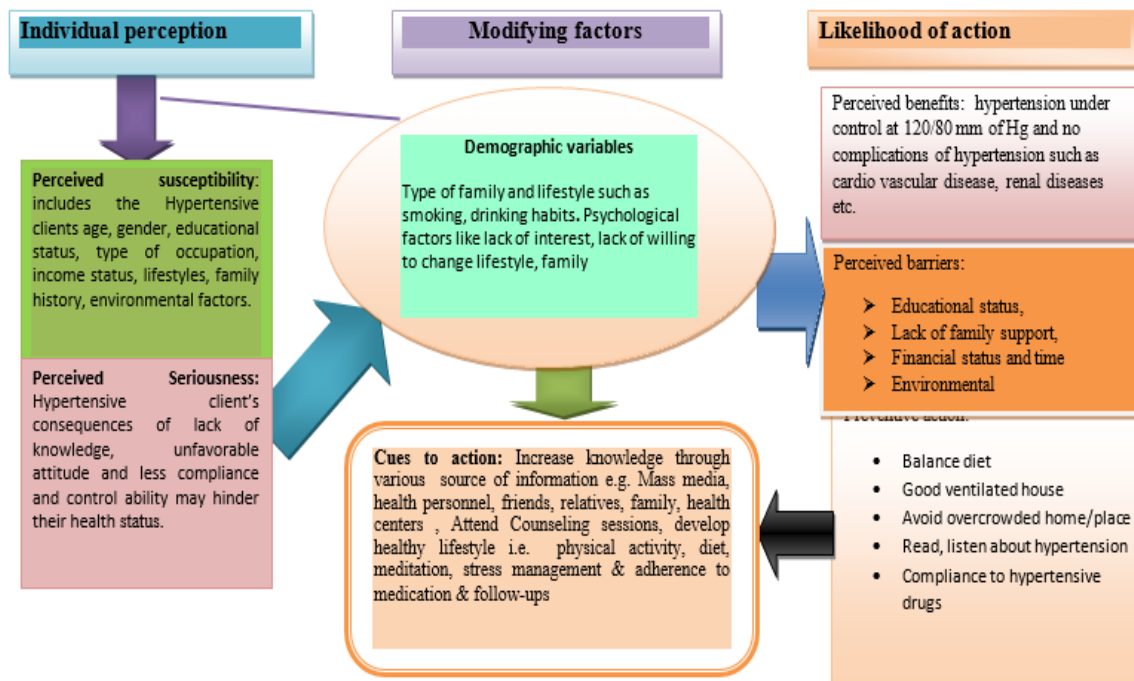 Individual perception
Modifying factors
Likelihood of action
Perceived susceptibility:
includes the Hypertensive
clients age, gender, educational
status, type of occupation,
income status, lifestyles, family
history, environmental factors.
Perceived Seriousness:
Hypertensive client's
consequences of lack of
knowledge, unfavorable
attitude and less compliance
and control ability may hinder
their health status.
Demographic variables
Type of family and lifestyle such as
smoking, drinking habits. Psychological
factors like lack of interest, lack of willing
to change lifestyle, family
Cues to action: Increase knowledge through
various source of information e.g. Mass media,
health personnel, friends, relatives, family, health
centers , Attend Counseling sessions, develop
healthy lifestyle i.e. physical activity, diet,
meditation, stress management & adherence to
medication & follow-ups
Perceived benefits: hypertension under
control at 120/80 mm of Hg and no
complications of hypertension such as
cardio vascular disease, renal diseases
etc.
Perceived barriers:
➢ Educational status,
➢ Lack of family support,
➢ Financial status and time
➢ Environmental
Preventive action:
• Balance diet
• Good ventilated house
• Avoid overcrowded home/place
• Read, listen about hypertension
• Compliance to hypertensive
drugs